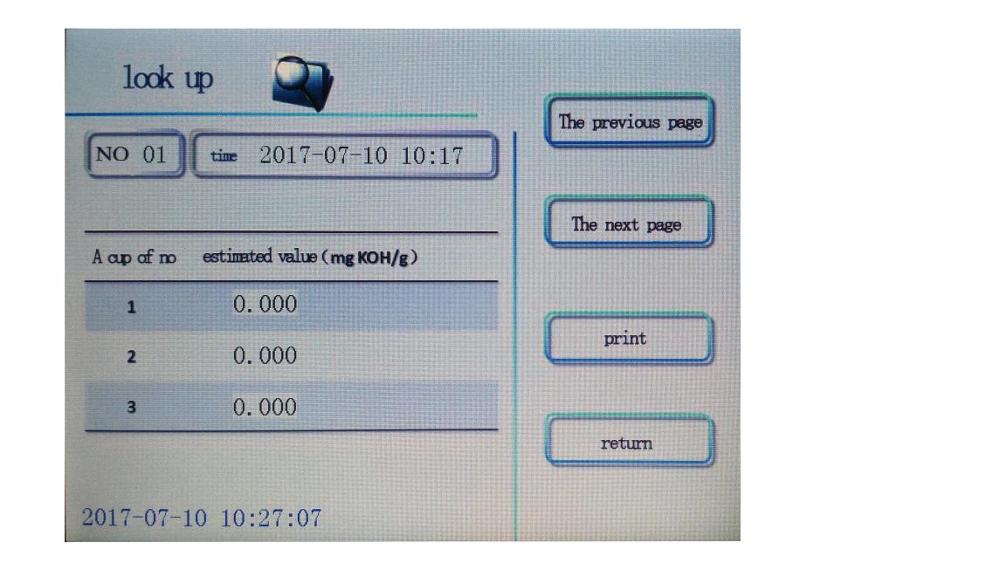 look up
The previous page
NO 01 time 2017-07-10 10:17
The next page
A cup of no estimated value (mg KOH/g)
1 0.000
2 0.000
3 0.000
print
return
2017-07-10 10:27:07